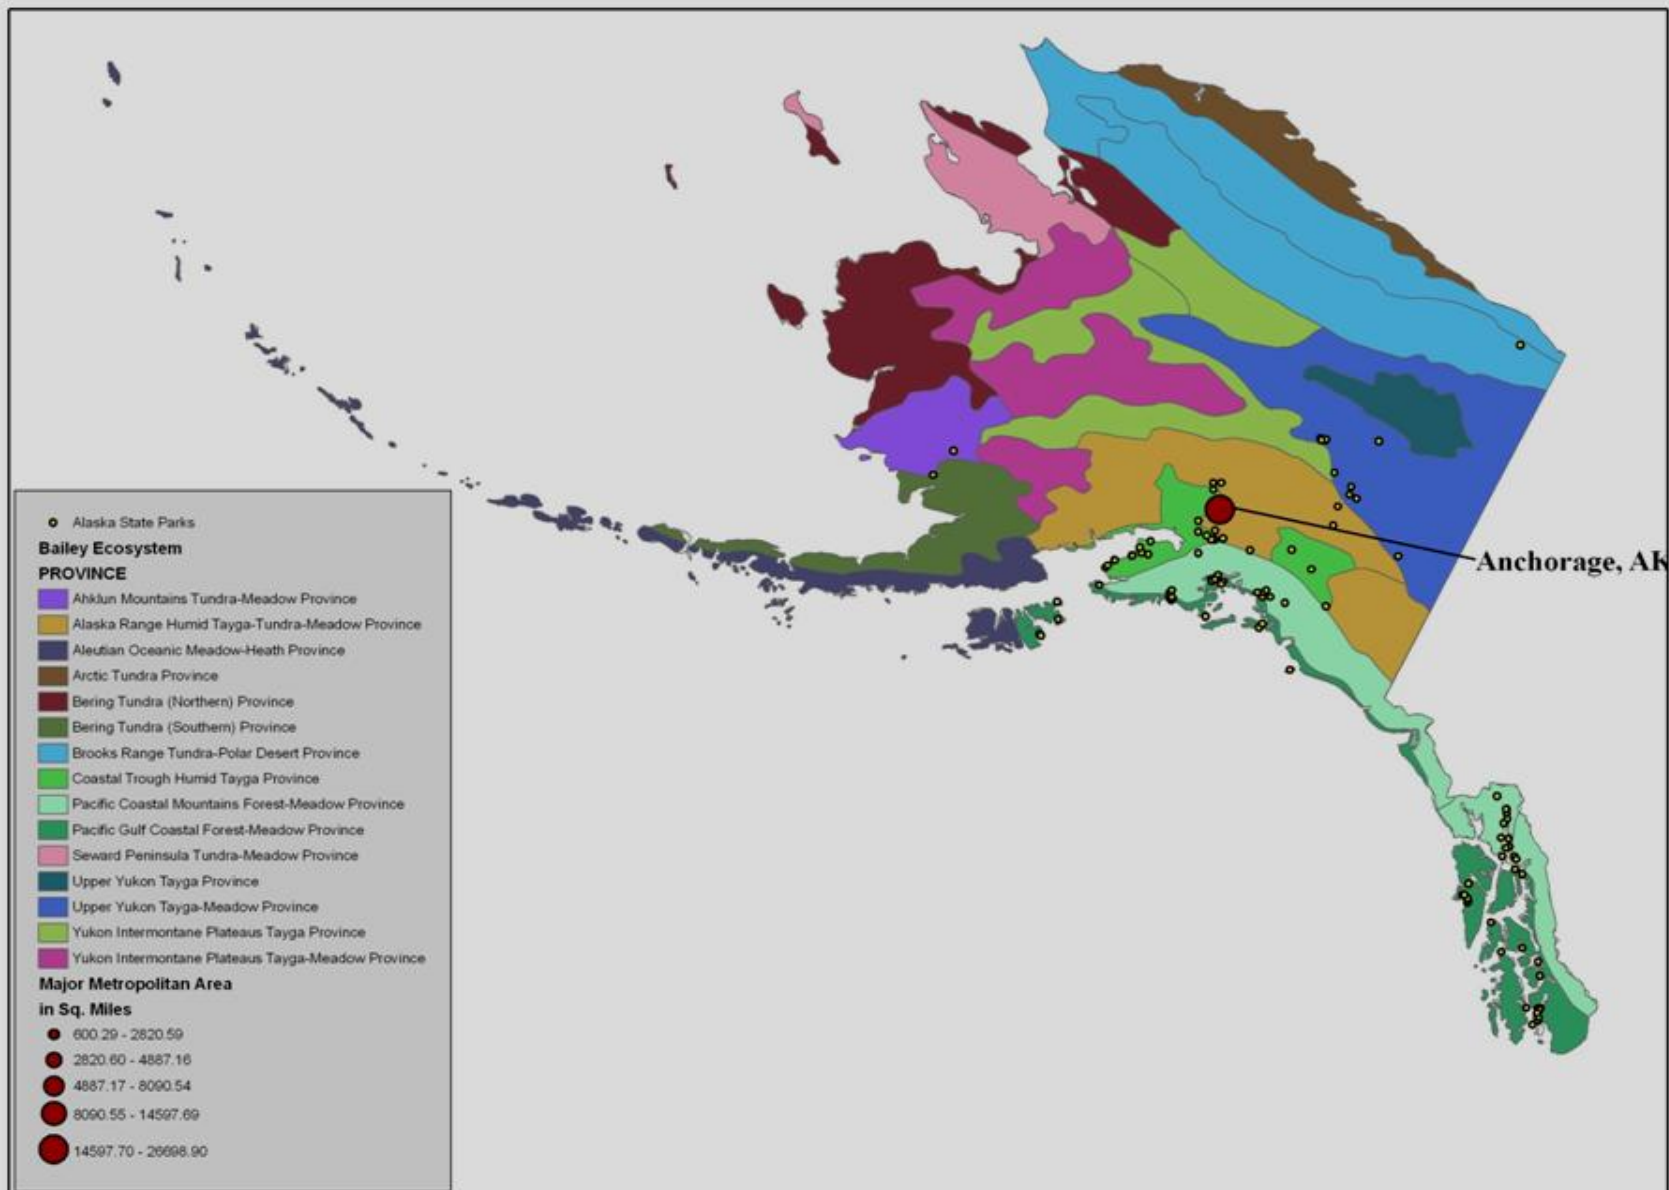 Anchorage, AK
Alaska State Parks
Bailey Ecosystem
PROVINCE
Ahklun Mountains Tundra-Meadow Province
Alaska Range Humid Tayga-Tundra-Meadow Province
Aleutian Oceanic Meadow-Heath Province
Arctic Tundra Province
Bering Tundra (Northern) Province
Bering Tundra (Southern) Province
Brooks Range Tundra-Polar Desert Province
Coastal Trough Humid Tayga Province
Pacific Coastal Mountains Forest-Meadow Province
Pacific Gulf Coastal Forest-Meadow Province
Seward Peninsula Tundra-Meadow Province
Upper Yukon Tayga Province
Upper Yukon Tayga-Meadow Province
Yukon Intermontane Plateaus Tayga Province
Yukon Intermontane Plateaus Tayga-Meadow Province
Major Metropolitan Area
in Sq. Miles
600.29 - 2820.59
2820.60 - 4887.16
4887.17 - 8090.54
8090.55 - 14597.69
14597.70 - 26698.90